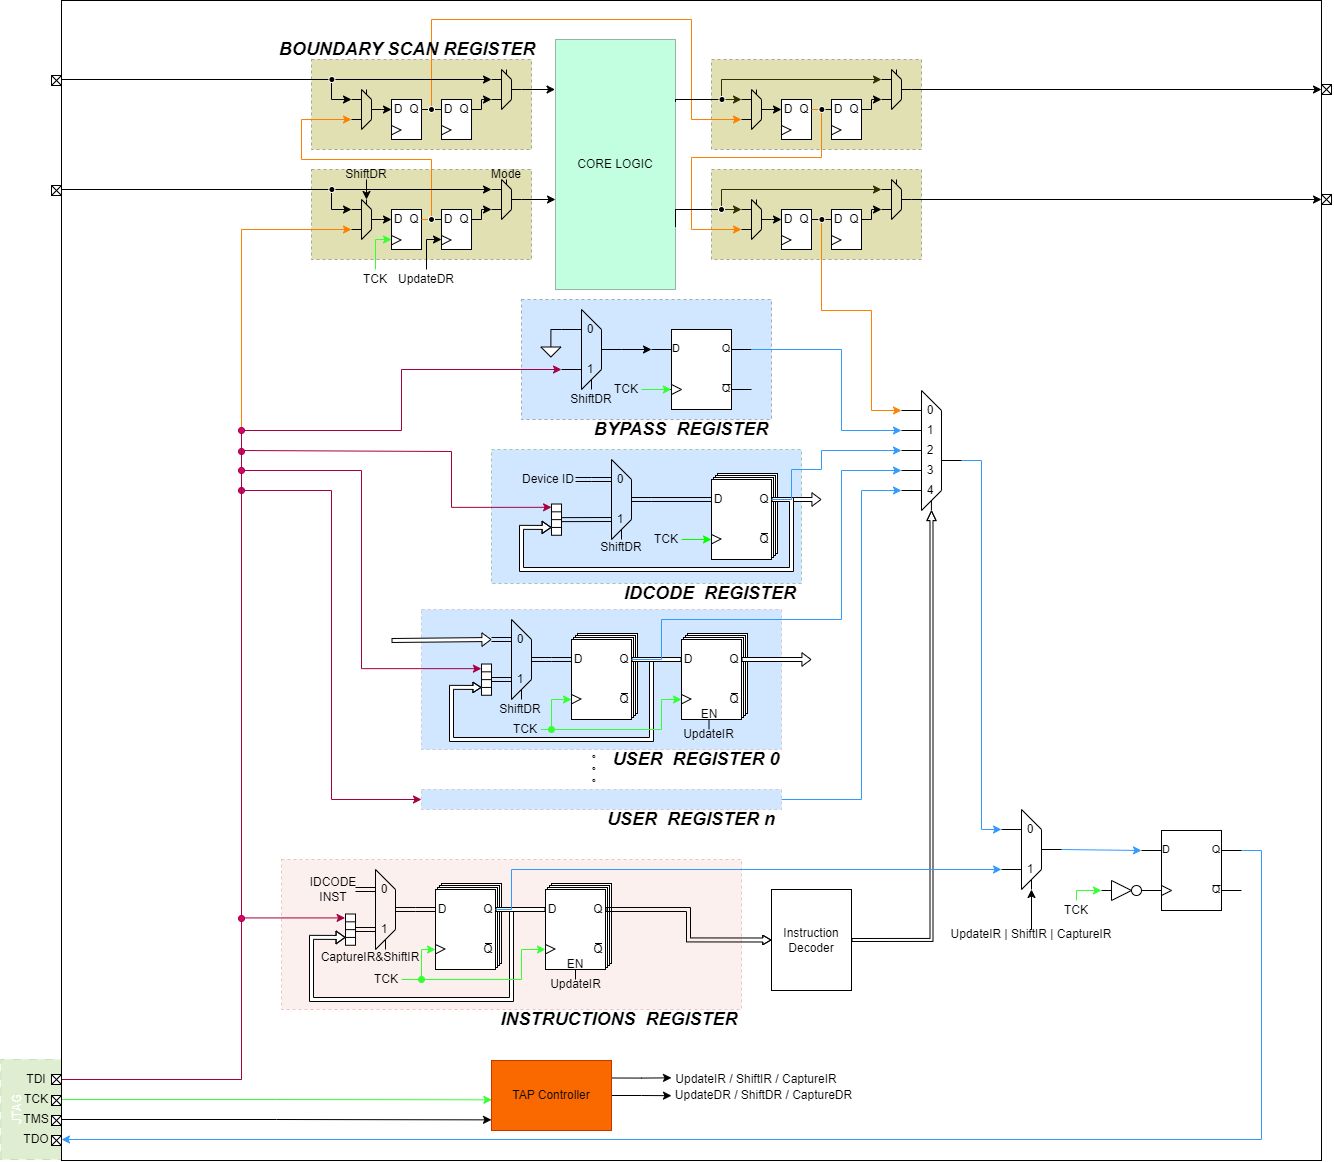 BOUNDARY SCAN REGISTER
D Q
D Q
D Q
D Q
CORE LOGIC
ShiftDR
Mode
D Q
D Q
D Q
D Q
TCK
UpdateDR
0
D
Q
1
TCK
Q
ShiftDR
BYPASS REGISTER
0
1
2
3
4
Device ID
0
D
Q
1
TCK
Q
ShiftDR
IDCODE REGISTER
0
D
Q
D
Q
1
Q
Q
ShiftDR
TCK
EN
UpdateIR
USER REGISTER 0
USER REGISTER n
0
1
D
Q
Q
TCK
UpdateIR | ShiftIR | CaptureIR
IDCODE
INST
0
D
Q
D
Q
1
Q
Q
CaptureIR&ShiftIR
TCK
EN
UpdateIR
Instruction
Decoder
INSTRUCTIONS REGISTER
JTAG
TDI
TCK
TMS
TDO
TAP Controller
UpdateIR / ShiftIR / CaptureIR
UpdateDR / ShiftDR / CaptureDR